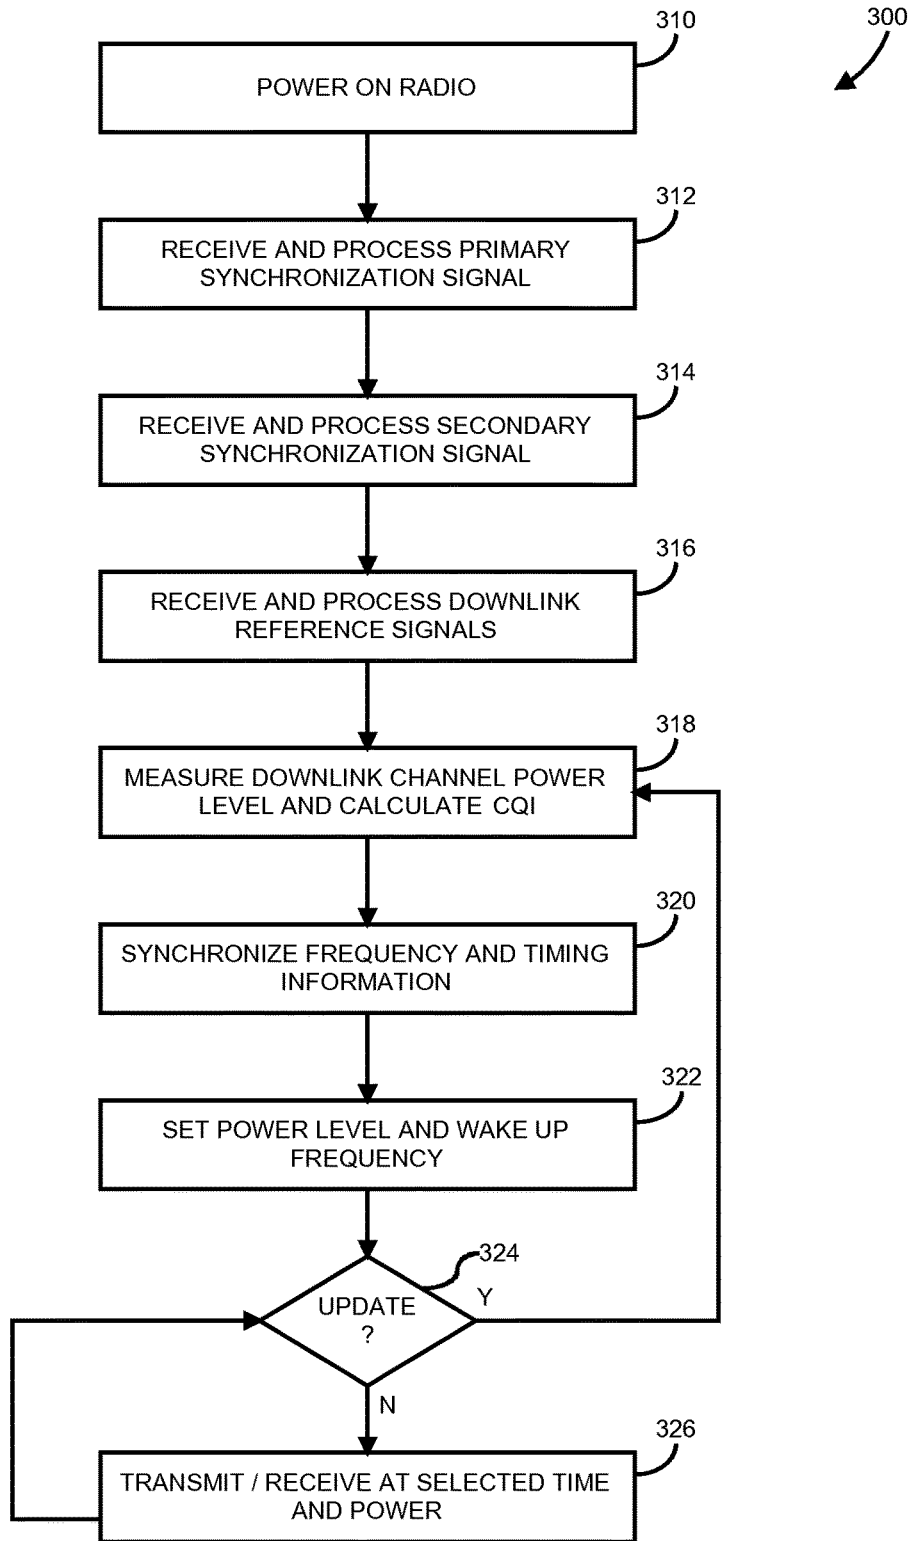 300
310
POWER ON RADIO
312
RECEIVE AND PROCESS PRIMARY
SYNCHRONIZATION SIGNAL
314
RECEIVE AND PROCESS SECONDARY
SYNCHRONIZATION SIGNAL
316
RECEIVE AND PROCESS DOWNLINK
REFERENCE SIGNALS
318
MEASURE DOWNLINK CHANNEL POWER
LEVEL AND CALCULATE CQI
320
SYNCHRONIZE FREQUENCY AND TIMING
INFORMATION
322
SET POWER LEVEL AND WAKE UP
FREQUENCY
324
UPDATE
?
Y
N
326
TRANSMIT / RECEIVE AT SELECTED TIME
AND POWER